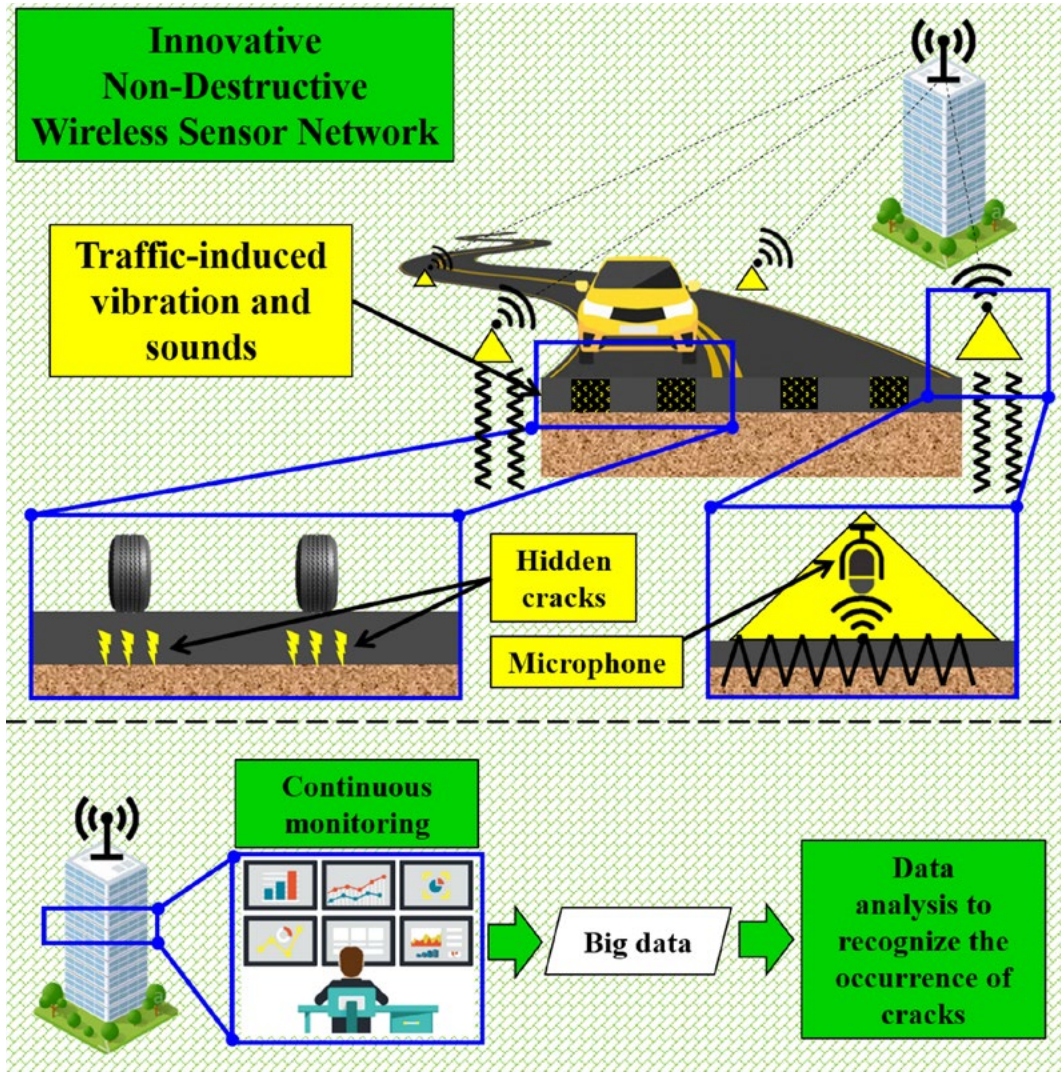 Innovative
Non-Destructive
Wireless Sensor Network
Traffic-induced
vibration and
sounds
Hidden
cracks
Microphone
Continuous
monitoring
Big data
Data
analysis to
recognize the
occurrence of
cracks